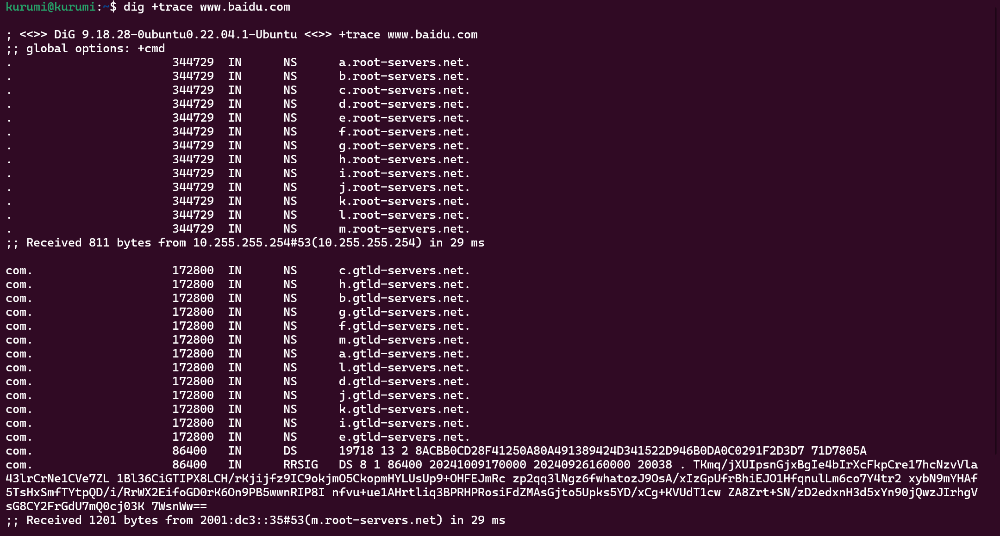 kurumi@kurumi:~$ dig +trace www.baidu.com
; <<>> DiG 9.18.28-0ubuntu0.22.04.1-Ubuntu <<>> +trace www.baidu.com
;; global options: +cmd
. 344729 IN NS a.root-servers.net.
. 344729 IN NS b.root-servers.net.
. 344729 IN NS c.root-servers.net.
. 344729 IN NS d.root-servers.net.
. 344729 IN NS e.root-servers.net.
. 344729 IN NS f.root-servers.net.
. 344729 IN NS g.root-servers.net.
. 344729 IN NS h.root-servers.net.
. 344729 IN NS i.root-servers.net.
. 344729 IN NS j.root-servers.net.
. 344729 IN NS k.root-servers.net.
. 344729 IN NS l.root-servers.net.
. 344729 IN NS m.root-servers.net.
;; Received 811 bytes from 10.255.255.254#53(10.255.255.254) in 29 ms
com. 172800 IN NS c.gtld-servers.net.
com. 172800 IN NS h.gtld-servers.net.
com. 172800 IN NS b.gtld-servers.net.
com. 172800 IN NS g.gtld-servers.net.
com. 172800 IN NS f.gtld-servers.net.
com. 172800 IN NS m.gtld-servers.net.
com. 172800 IN NS a.gtld-servers.net.
com. 172800 IN NS l.gtld-servers.net.
com. 172800 IN NS d.gtld-servers.net.
com. 172800 IN NS j.gtld-servers.net.
com. 172800 IN NS k.gtld-servers.net.
com. 172800 IN NS i.gtld-servers.net.
com. 172800 IN NS e.gtld-servers.net.
com. 86400 IN DS 19718 13 2 8ACBB0CD28F41250A80A491389424D341522D946B0DA0C0291F2D3D7 71D7805A
com. 86400 IN RRSIG DS 8 1 86400 20241009170000 20240926160000 20038 . TKmq/jXUIpsnGjxBgIe4bIrXcFkpCre17hcNzvVla
43lrCrNe1CVe7ZL 1Bl36CiGTIPX8LCH/rKjijfz9IC9okjmO5CkopmHYLUsUp9+OHFEJmRc zp2qq3lNgz6fwhatozJ9OsA/xIzGpUfrBhiEJO1HfqnulLm6co7Y4tr2 xybN9mYHAf
5TsHxSmfTYtpQD/i/RrWX2EifoGD0rK6On9PB5wwnRIP8I nfvu+ue1AHrtliq3BPRHPRosiFdZMAsGjto5Upks5YD/xCg+KVUdT1cw ZA8Zrt+SN/zD2edxnH3d5xYn90jQwzJIrhgV
sG8CY2FrGdU7mQ0cj03K 7WsnWw==
;; Received 1201 bytes from 2001:dc3::35#53(m.root-servers.net) in 29 ms